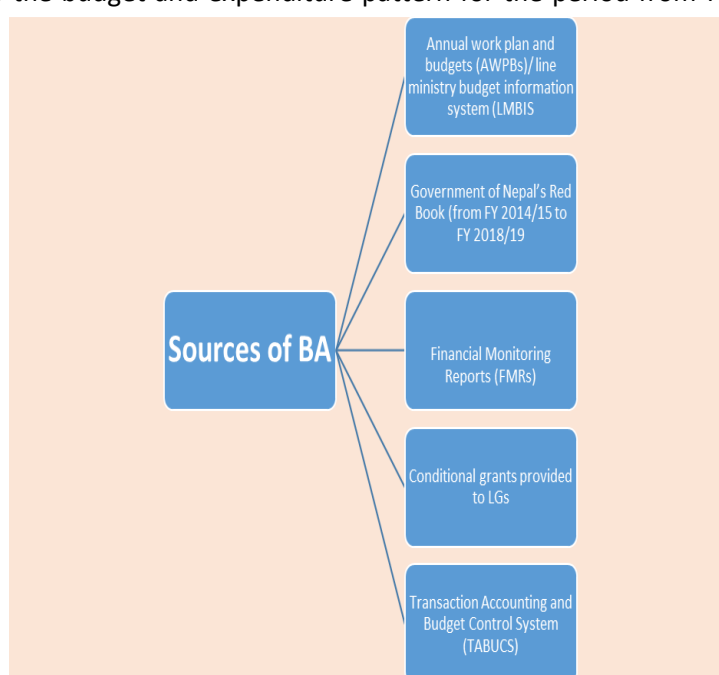 the budget and expenditure pattern for the period from
Annual work plan and
budgets (AWPBs)/ line
ministry budget information
system (LMBIS
Government of Nepal's Red
Book (from FY 2014/15 to
FY 2018/19
Sources of BA
Financial Monitoring
Reports (FMRs)
Conditional grants provided
to LGs
Transaction Accounting and
Budget Control System
(TABUCS)